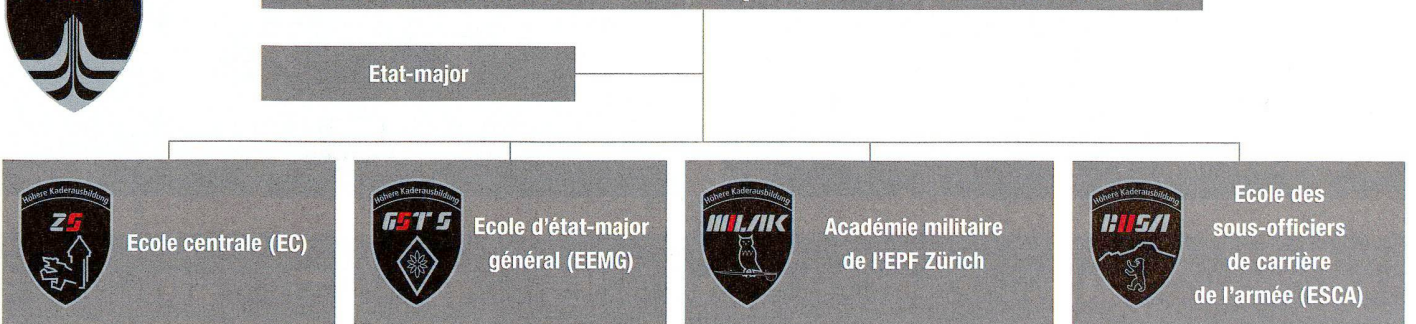 Etat-major
Höhere Kaderausbildung
ZS
Ecole centrale (EC)
Höhere Kaderausbildung
GST S
Ecole d'état-major
général (EEMG)
Höhere Kaderausbildung
MILAK
Académie militaire
de l'EPF Zürich
Höhere Kaderausbildung
BUSA
Ecole des
sous-officiers
de carrière
de l'armée (ESCA)